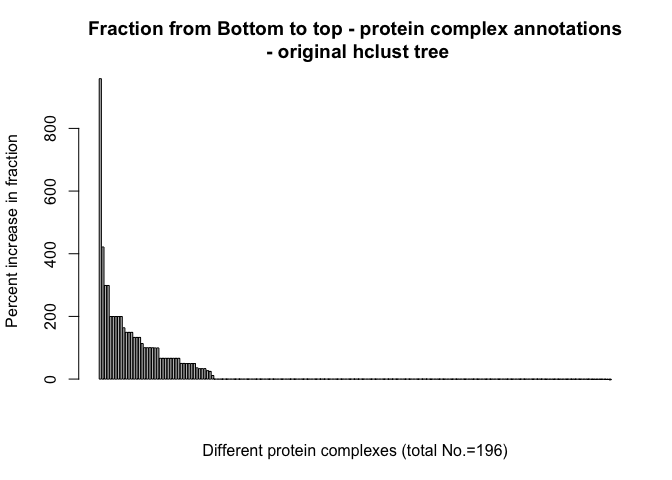 Fraction from Bottom to top - protein complex annotations
- original hclust tree
Percent increase in fraction
800
600
400
200
0
Different protein complexes (total No.=196)